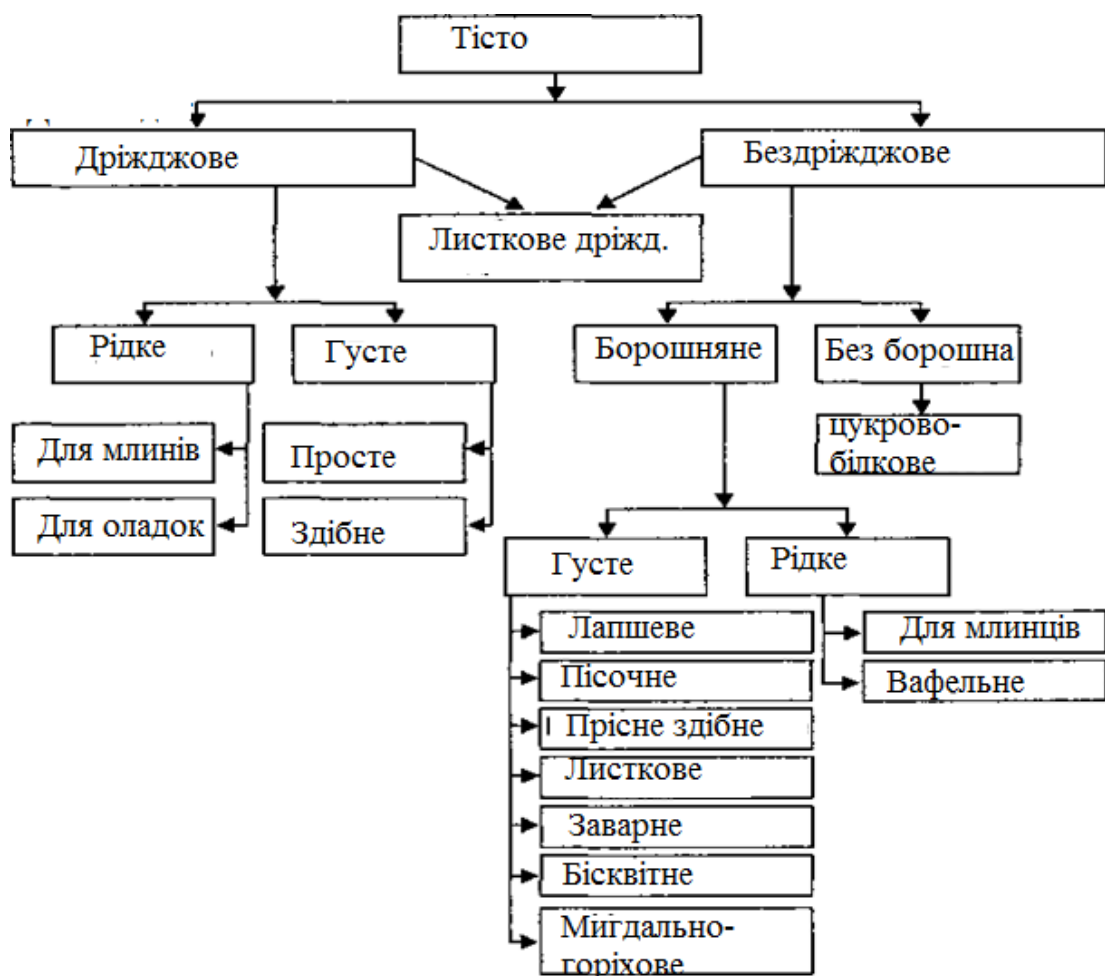 Тісто
Дріжджове
Бездріжджове
Листкове дріжд.
Рідке
Густе
Борошняне
Без борошна
Для млинів
Просте
цукрово-
білкове
Для оладок
Здібне
Густе
Рідке
Лапшеве
Для млинців
Пісочне
Вафельне
Прісне здібне
Листкове
Заварне
Бісквітне
Мигдально-
горіхове